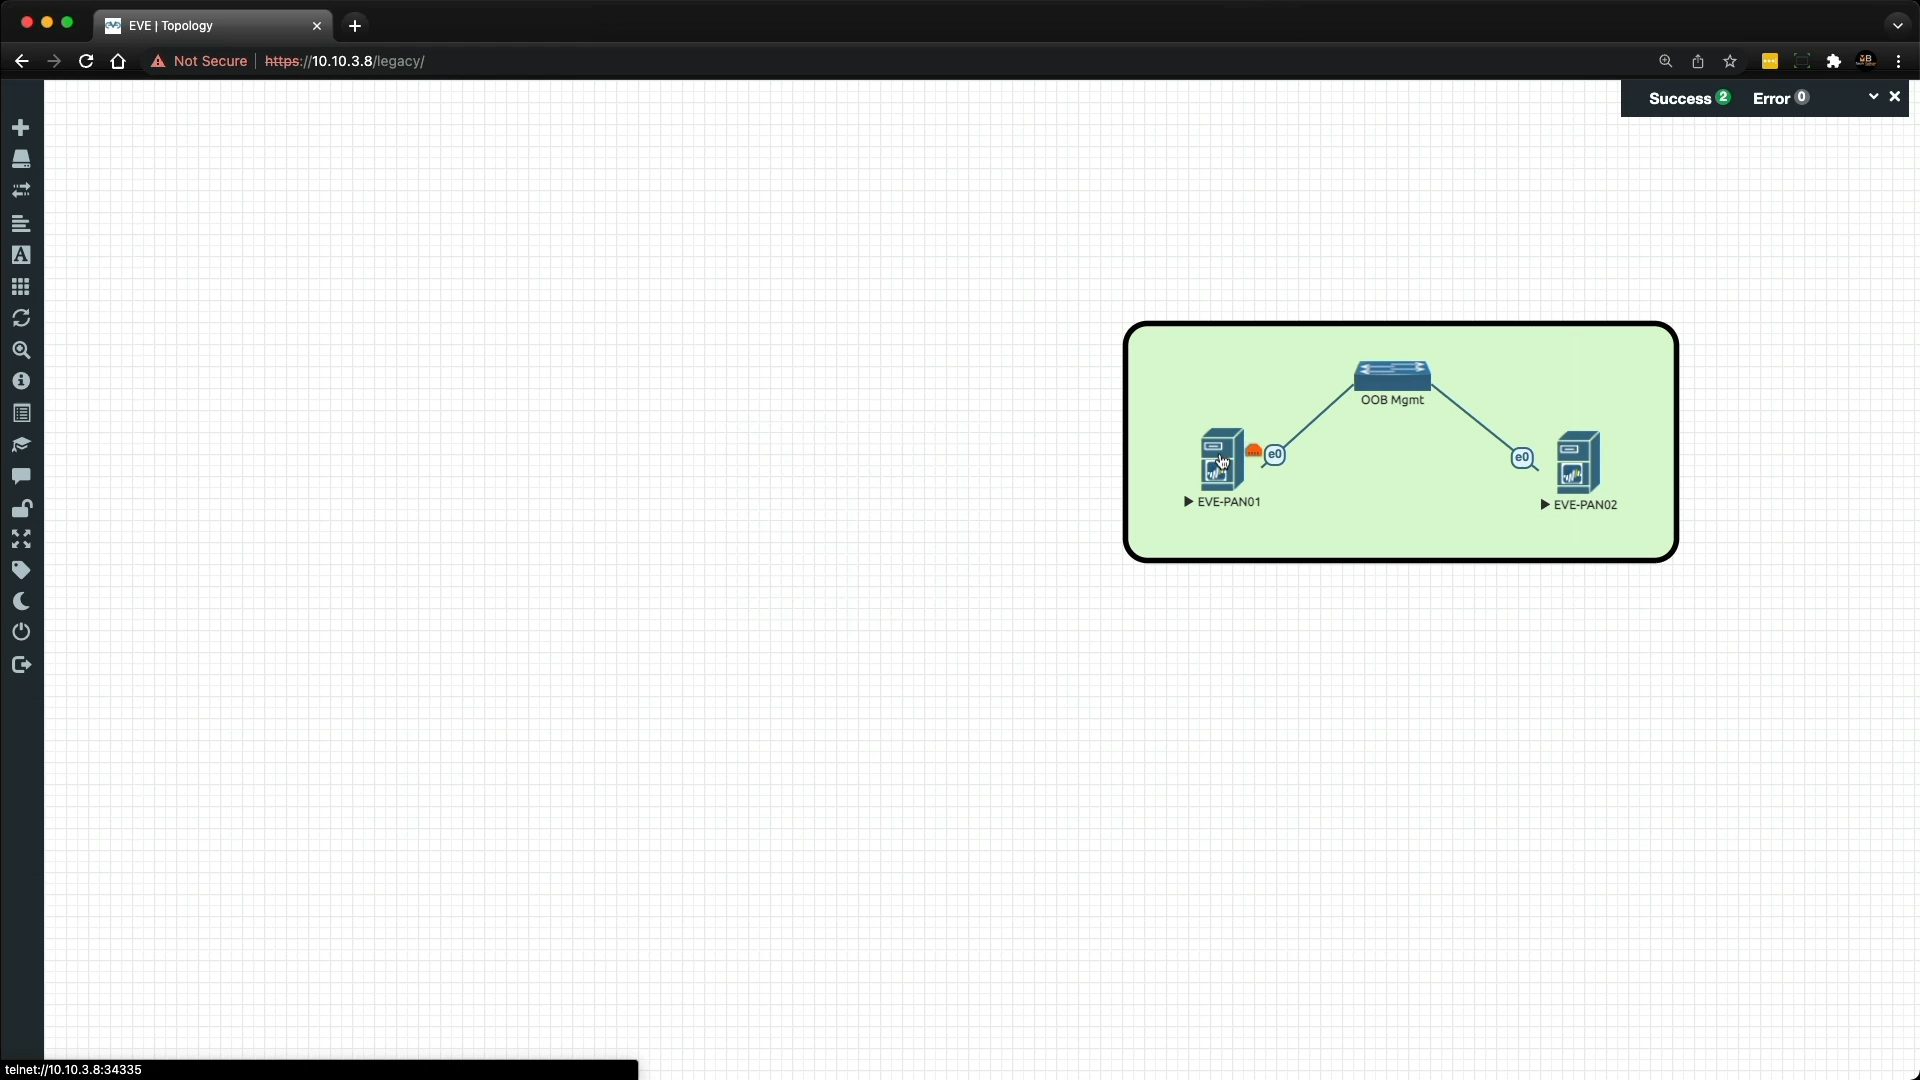 EVE | Topology
Not Secure
https://10.10.3.8/legacy/
Success 2 Error 0
OOB Mgmt
e0
e0
EVE-PAN01
EVE-PAN02
telnet://10.10.3.8:34335